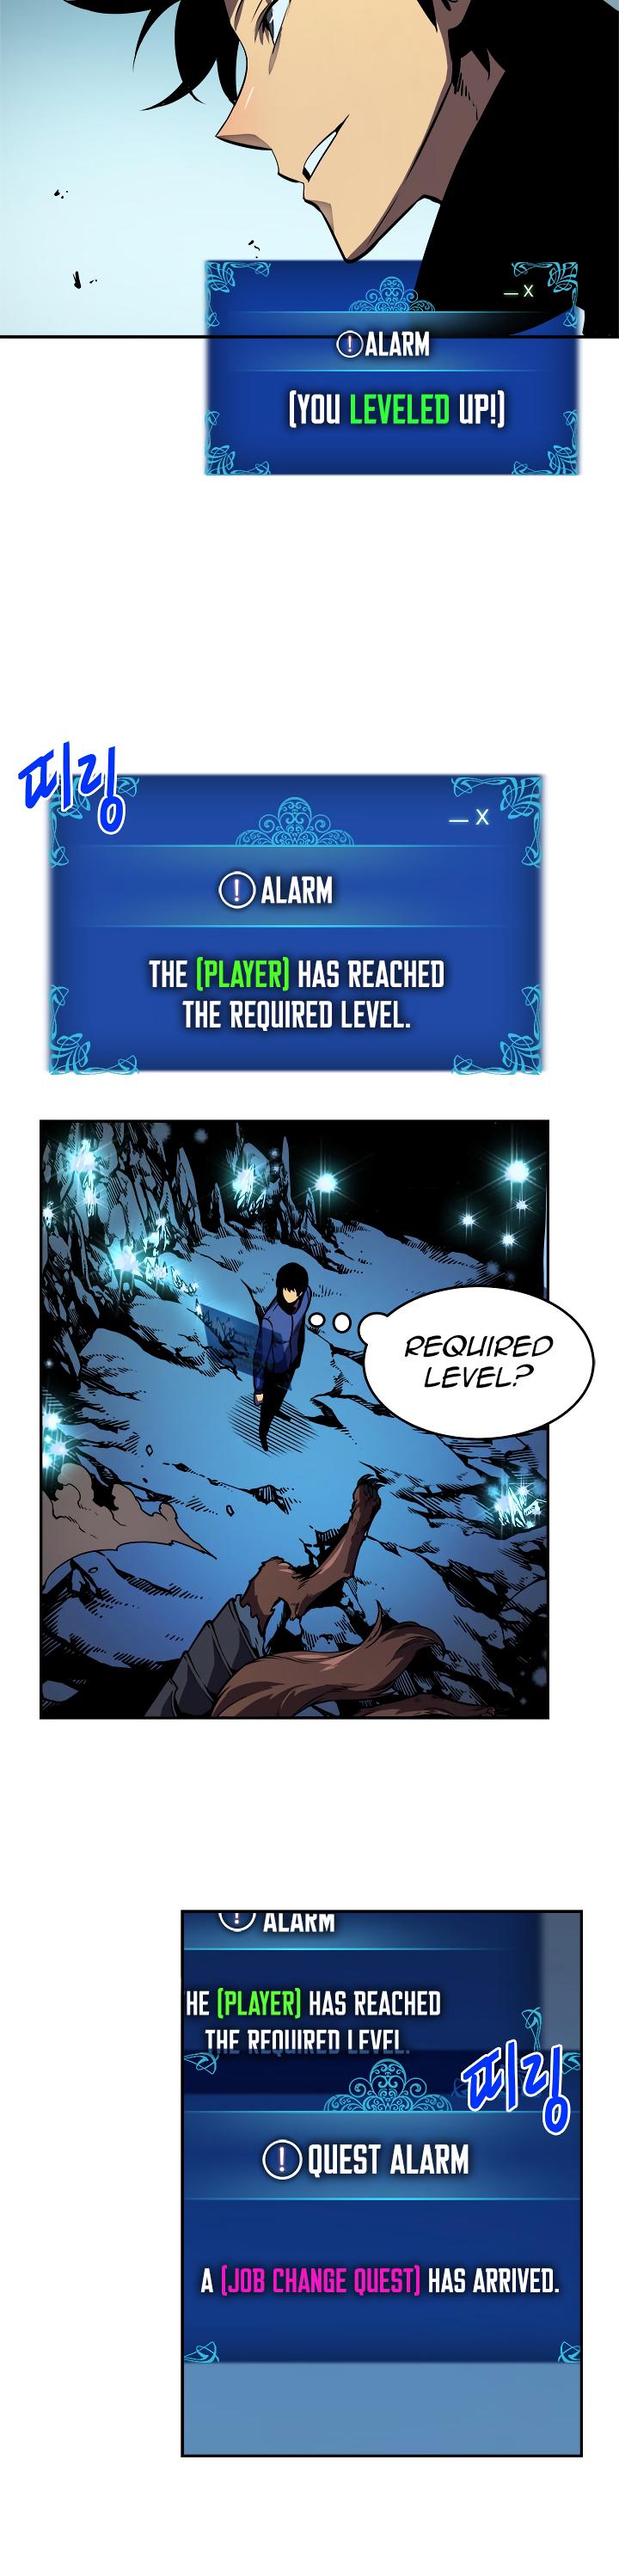 — X
! ALARM
[YOU LEVELED UP!]
띠링
— X
! ALARM
THE [PLAYER] HAS REACHED
THE REQUIRED LEVEL.
REQUIRED
LEVEL?
! ALARM
HE [PLAYER] HAS REACHED
THE REQUIRED LEVEL.
띠링
! QUEST ALARM
A [JOB CHANGE QUEST] HAS ARRIVED.